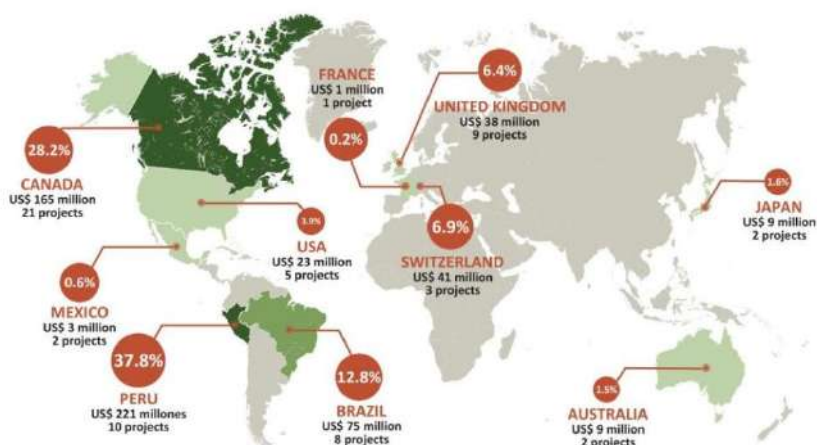 FRANCE
US$ 1 million
1 project
0.2%
6.4%
UNITED KINGDOM
US$ 38 million
9 projects
28.2%
CANADA
US$ 165 million
21 projects
3.9%
USA
US$ 23 million
5 projects
6.9%
SWITZERLAND
US$ 41 million
3 projects
1.6%
JAPAN
US$ 9 million
2 projects
0.6%
MEXICO
US$ 3 million
2 projects
37.8%
PERU
US$ 221 millones
10 projects
12.8%
BRAZIL
US$ 75 million
8 projects
1.5%
AUSTRALIA
US$ 9 million
2 projects